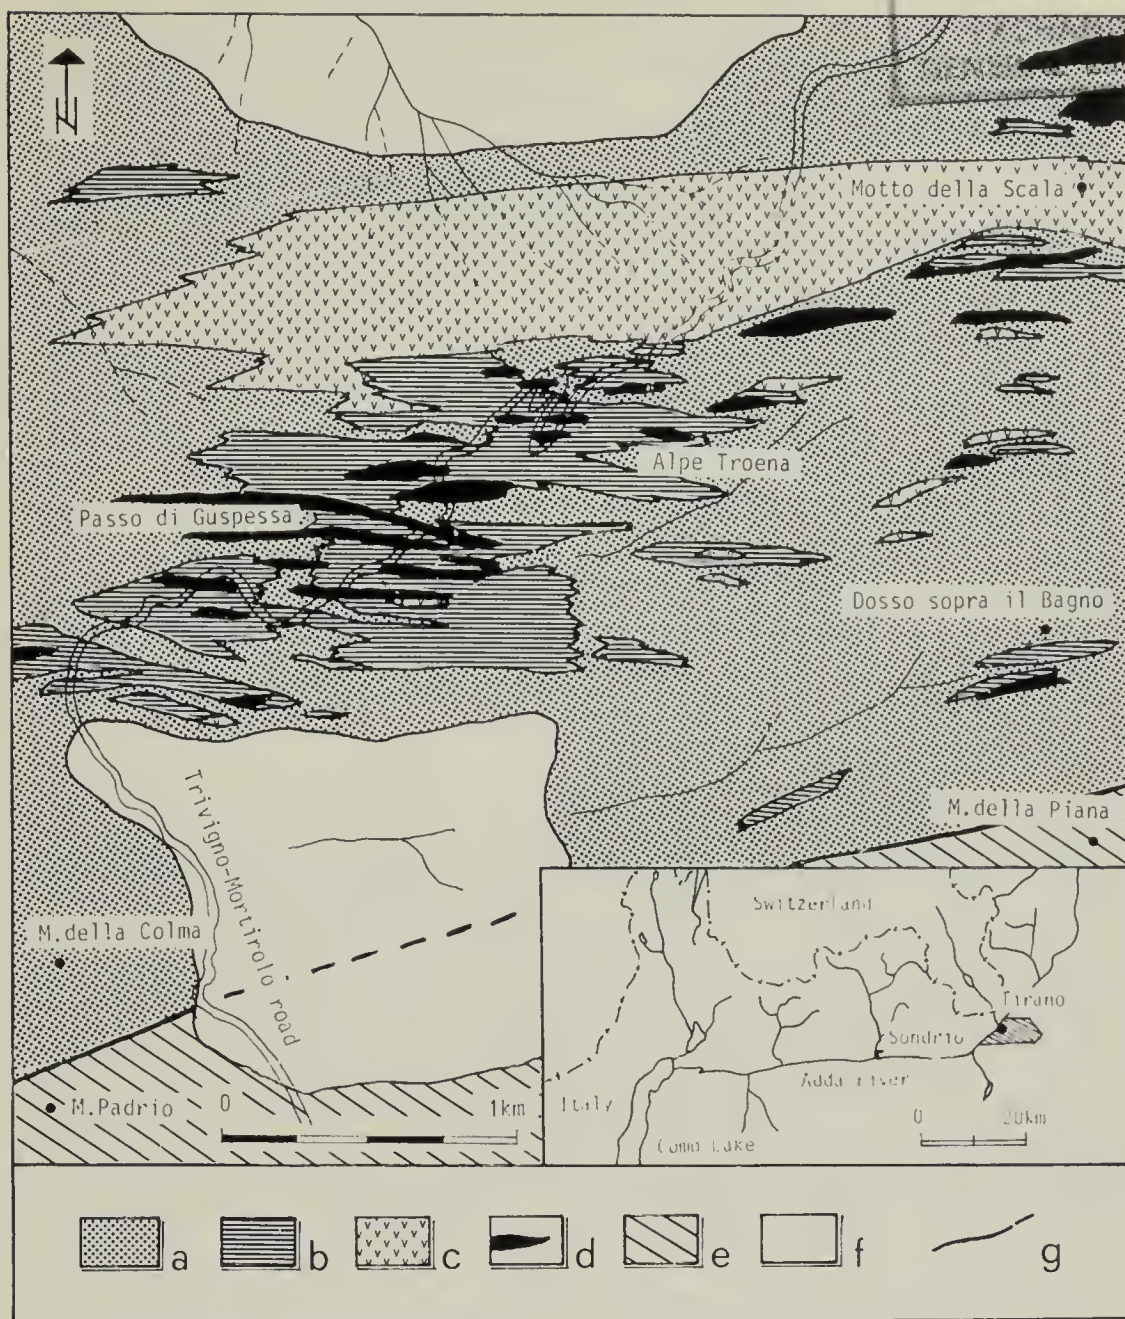 N
Motto della Scala
Alpe Troena
Passo di Guspessa
Dosso sopra il Bagno
M.della Piana
Trivigno-Mortirolo road
M.della Colma
M.Padrio
0 1km
Switzerland
Tirano
Sondrio
Adda river
Italy
Como Lake
0 20km
a b c d e f g